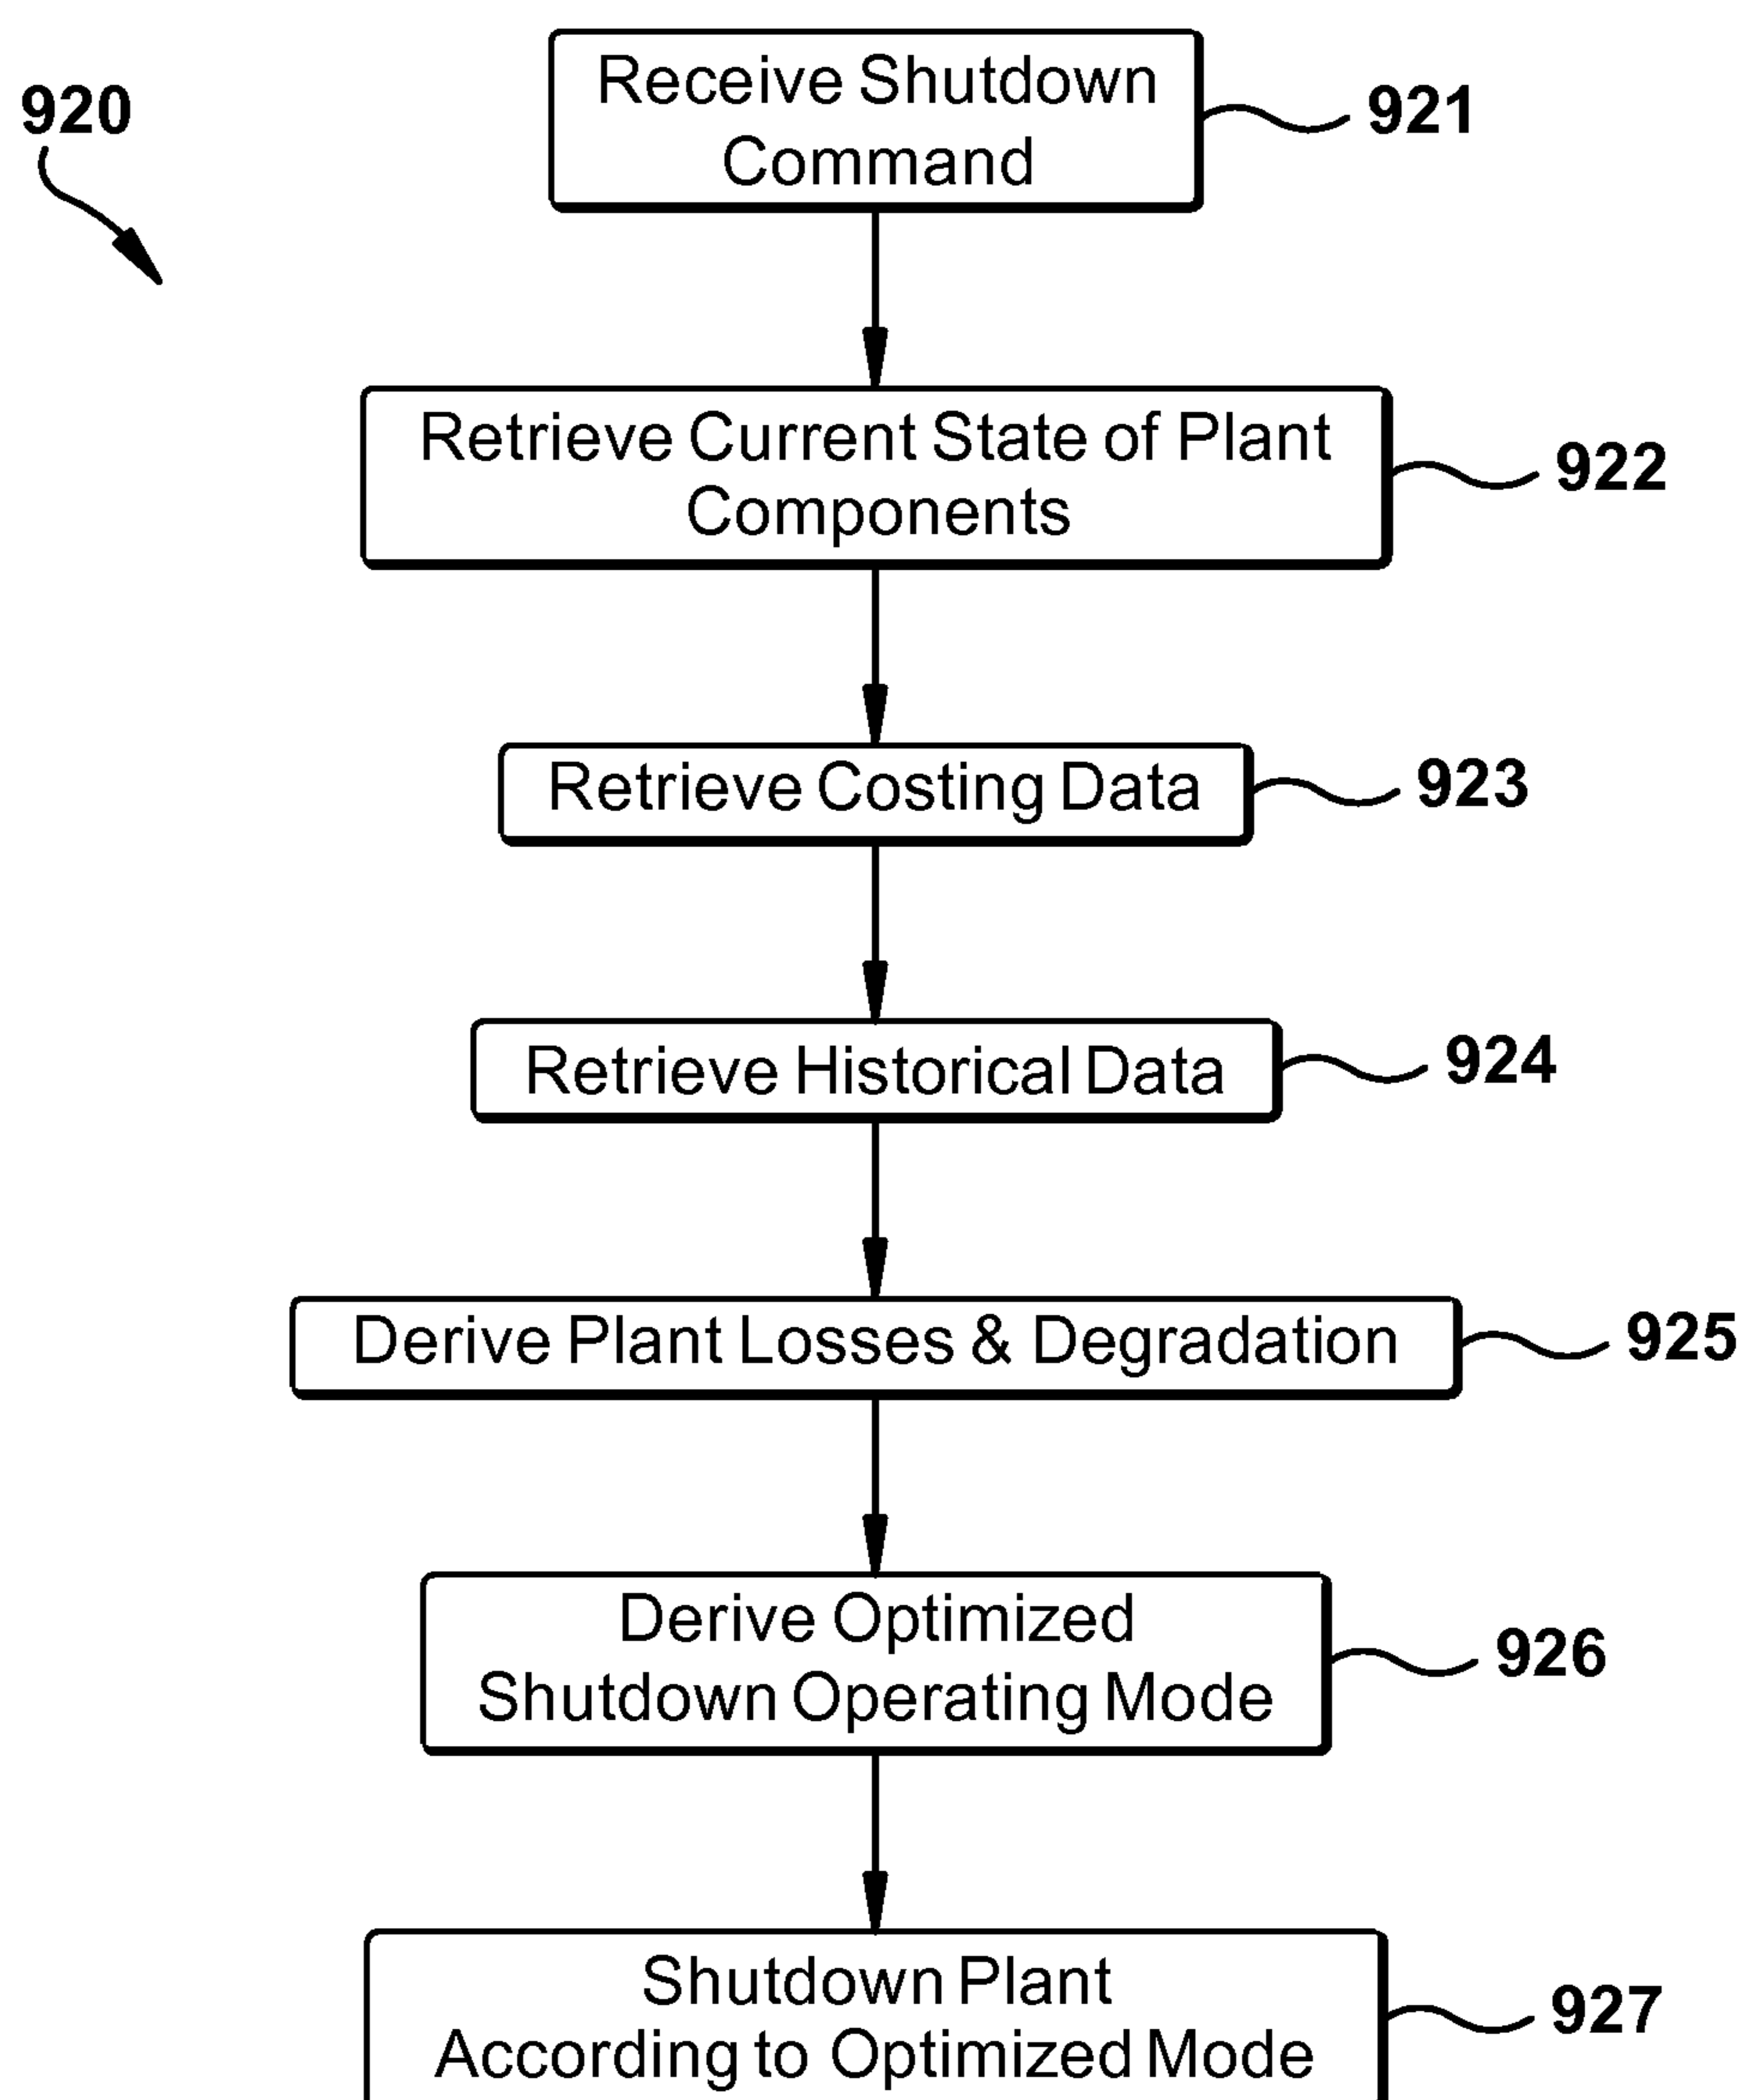 920
Receive Shutdown
Command
921
Retrieve Current State of Plant
Components
922
Retrieve Costing Data
923
Retrieve Historical Data
924
Derive Plant Losses & Degradation
925
Derive Optimized
Shutdown Operating Mode
926
Shutdown Plant
According to Optimized Mode
927